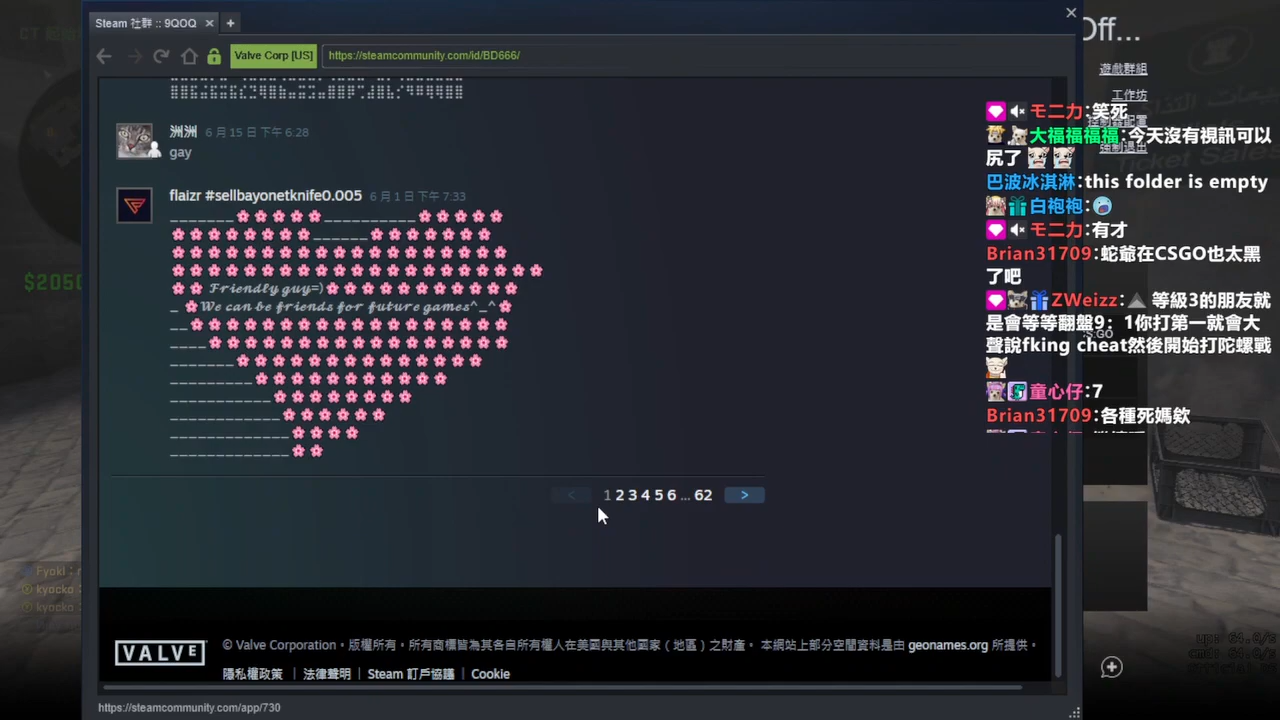 Steam 社群 :: 9QOQ
Valve Corp [US]
https://steamcommunity.com/id/BD666/
Off...
遊戲群組
工作坊
強制退出
$2050
洲洲 6 月 15 日下午 6:28
gay
flaizr #sellbayonetknife0.005 6 月 1 日下午 7:33
Friendly guy=)
We can be friends for future games^_^
< 1 2 3 4 5 6 ... 62 >
VALVE
© Valve Corporation。版權所有。所有商標皆為其各自所有權人在美國與其他國家（地區）之財產。 本網站上部分空間資料是由 geonames.org 所提供。
隱私權政策 | 法律聲明 | Steam 訂戶協議 | Cookie
https://steamcommunity.com/app/730
モニカ:笑死
大福福福福:今天沒有視訊可以
尻了
巴波冰淇淋:this folder is empty
白袍袍:
モニカ:有才
Brian31709:蛇爺在CSGO也太黑
了吧
ZWeizz: 等級3的朋友就
是會等等翻盤9：1你打第一就會大
聲說fking cheat然後開始打陀螺戰
童心仔:7
Brian31709:各種死媽欸
Fyokl
kyocko
kyocko